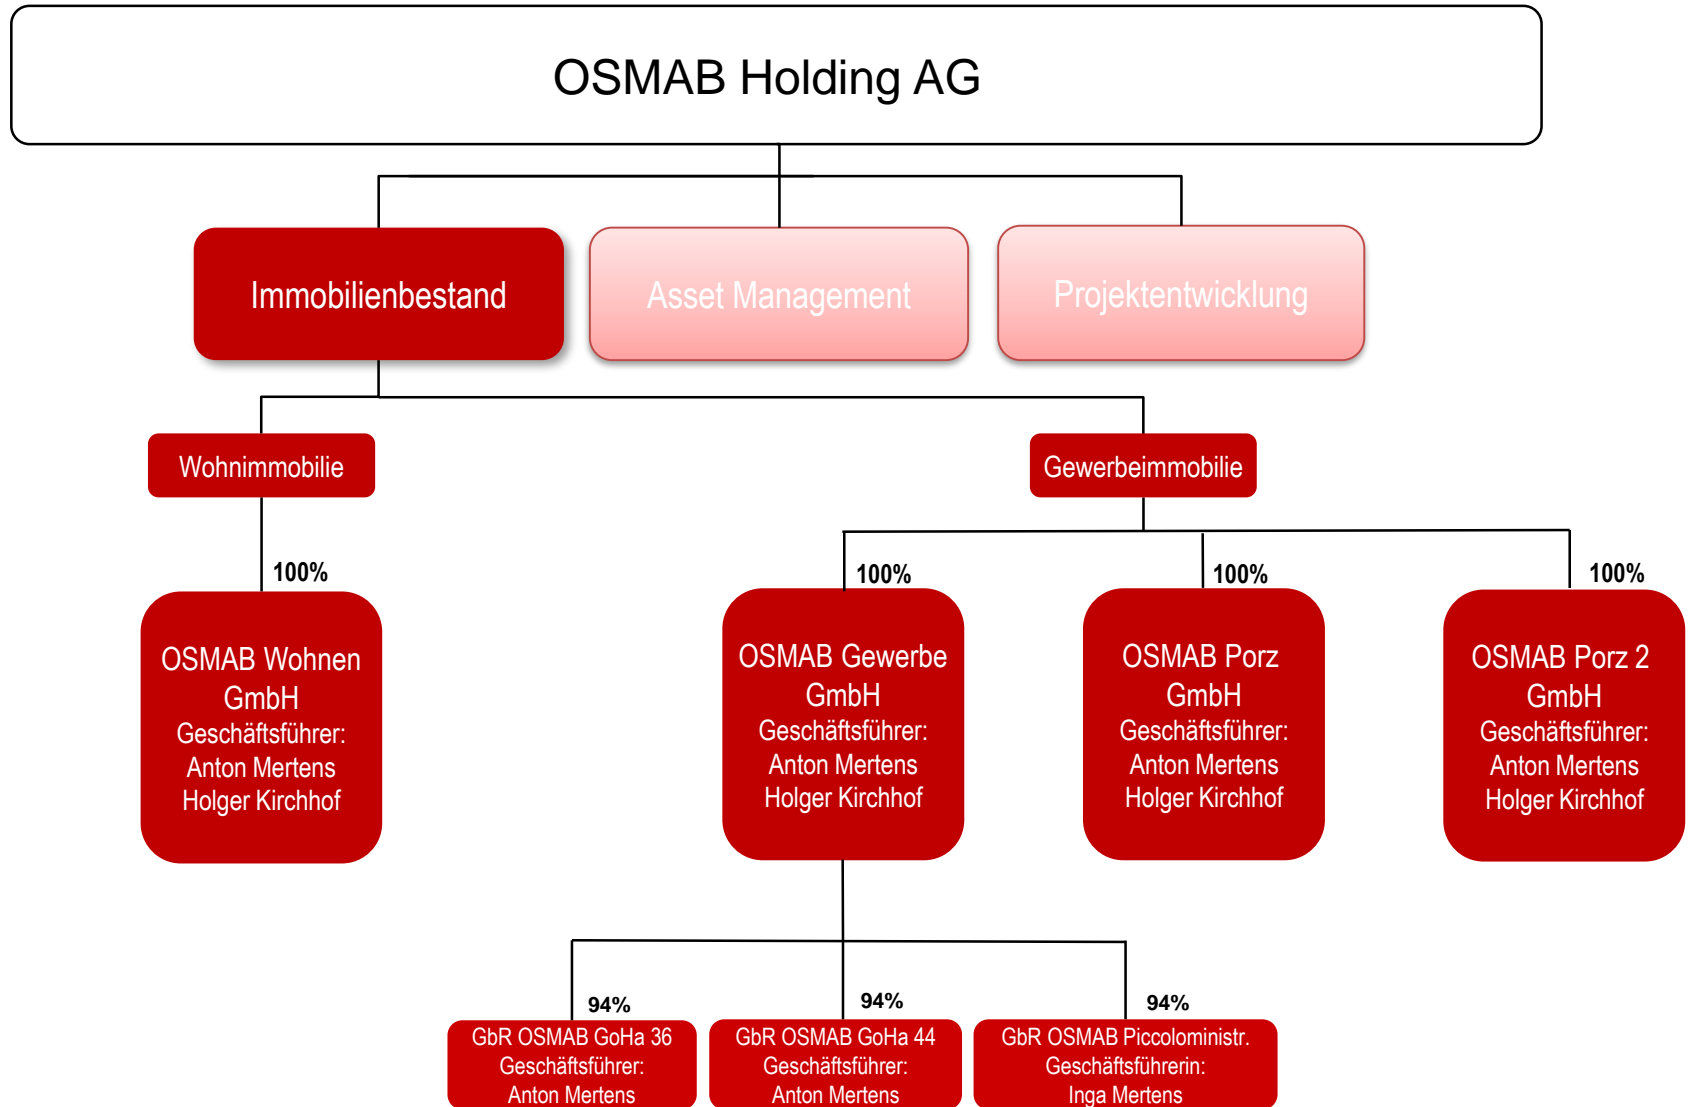 OSMAB Holding AG
Immobilienbestand
Asset Management
Projektentwicklung
Wohnimmobilie
Gewerbeimmobilie
100%
100%
100%
100%
OSMAB Wohnen
GmbH
Geschäftsführer:
Anton Mertens
Holger Kirchhof
OSMAB Gewerbe
GmbH
Geschäftsführer:
Anton Mertens
Holger Kirchhof
OSMAB Porz
GmbH
Geschäftsführer:
Anton Mertens
Holger Kirchhof
OSMAB Porz 2
GmbH
Geschäftsführer:
Anton Mertens
Holger Kirchhof
94%
94%
94%
GbR OSMAB GoHa 36
Geschäftsführer:
Anton Mertens
GbR OSMAB GoHa 44
Geschäftsführer:
Anton Mertens
GbR OSMAB Piccoloministr.
Geschäftsführerin:
Inga Mertens